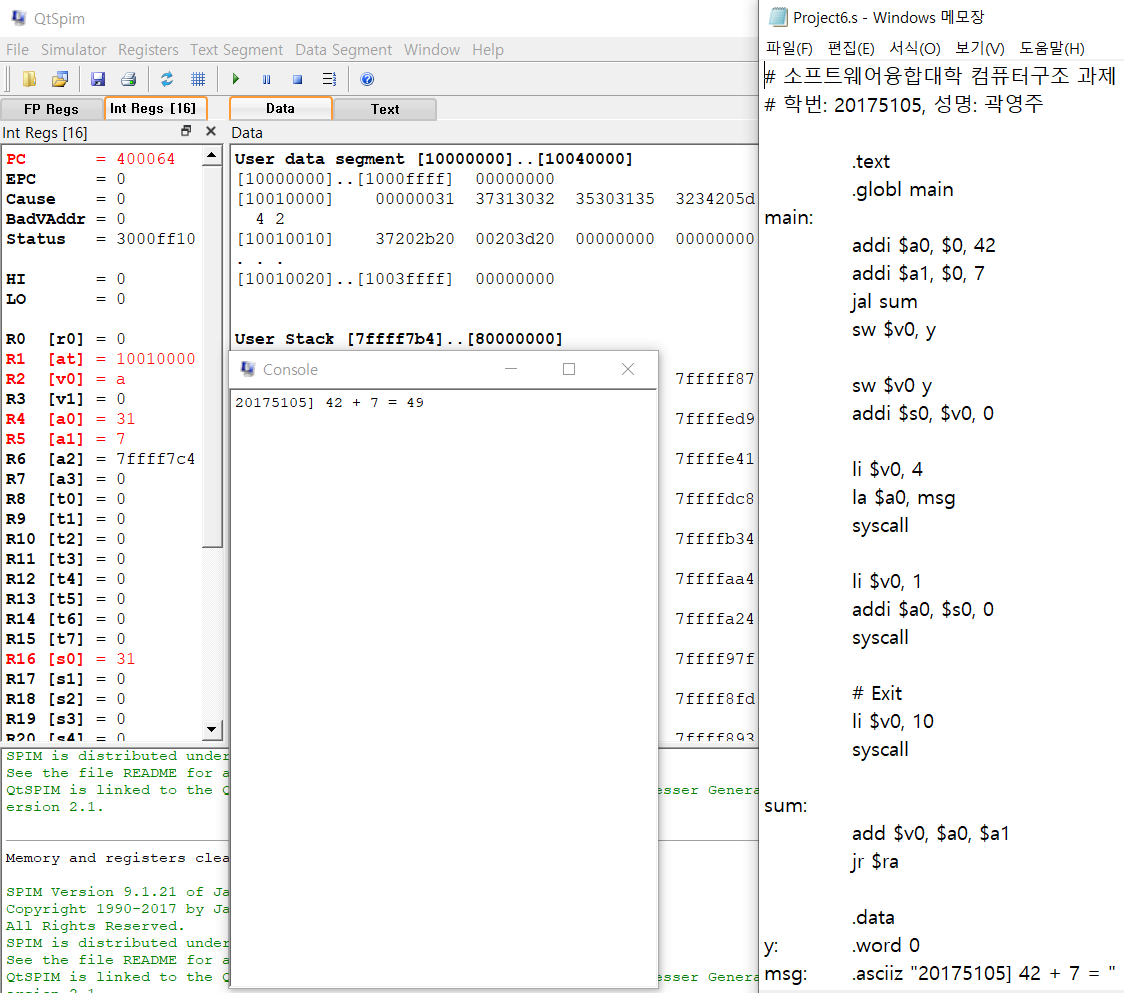 QtSpim
File Simulator Registers Text Segment Data Segment Window Help
FP Regs Int Regs [16] Data Text
Int Regs [16]
PC = 400064
EPC = 0
Cause = 0
BadVAddr = 0
Status = 3000ff10
HI = 0
LO = 0
R0 [r0] = 0
R1 [at] = 10010000
R2 [v0] = a
R3 [v1] = 0
R4 [a0] = 31
R5 [a1] = 7
R6 [a2] = 7ffff7c4
R7 [a3] = 0
R8 [t0] = 0
R9 [t1] = 0
R10 [t2] = 0
R11 [t3] = 0
R12 [t4] = 0
R13 [t5] = 0
R14 [t6] = 0
R15 [t7] = 0
R16 [s0] = 31
R17 [s1] = 0
R18 [s2] = 0
R19 [s3] = 0
R20 [s4] = 0
Data
User data segment [10000000]..[10040000]
[10000000]..[1000ffff] 00000000
[10010000] 00000031 37313032 35303135 3234205d
4 2
[10010010] 37202b20 00203d20 00000000 00000000
. . .
[10010020]..[1003ffff] 00000000
User Stack [7ffff7b4]..[80000000]
7fffff87
7ffffed9
7ffffe41
7ffffdc8
7ffffb34
7ffffaa4
7ffffa24
7ffff97f
7ffff8fd
7ffff893
Console
20175105] 42 + 7 = 49
SPIM is distributed under
See the file README for a
QtSPIM is linked to the Q esser Genera
ersion 2.1.
Memory and registers clea
SPIM Version 9.1.21 of Ja
Copyright 1990-2017 by Ja
All Rights Reserved.
SPIM is distributed under
See the file README for a
QtSPIM is linked to the Q esser Genera
ersion 2.1
Project6.s - Windows 메모장
파일(F) 편집(E) 서식(O) 보기(V) 도움말(H)
# 소프트웨어융합대학 컴퓨터구조 과제
# 학번: 20175105, 성명: 곽영주
.text
.globl main
main:
addi $a0, $0, 42
addi $a1, $0, 7
jal sum
sw $v0, y
sw $v0 y
addi $s0, $v0, 0
li $v0, 4
la $a0, msg
syscall
li $v0, 1
addi $a0, $s0, 0
syscall
# Exit
li $v0, 10
syscall
sum:
add $v0, $a0, $a1
jr $ra
.data
y: .word 0
msg: .asciiz "20175105] 42 + 7 = "